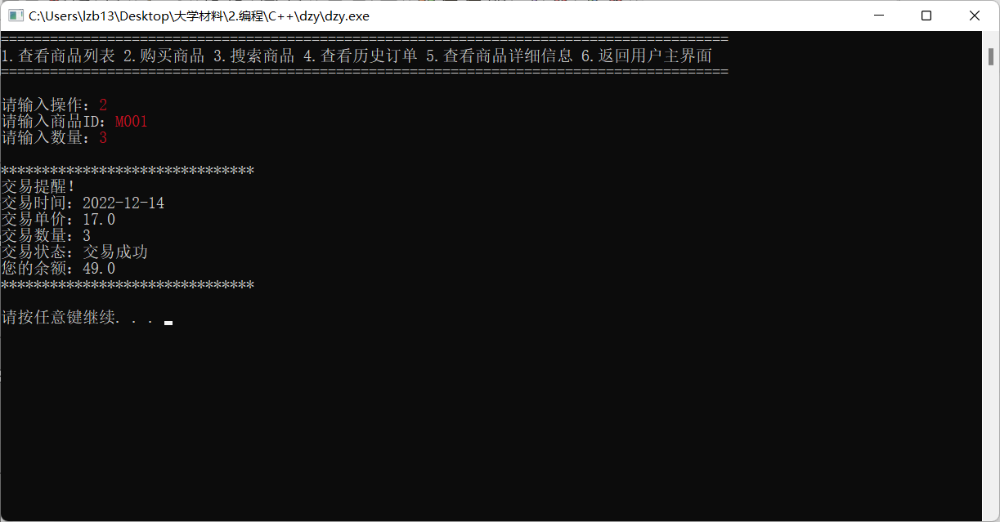 C:\Users\lzb13\Desktop\大学材料\2.编程\C++\dzy\dzy.exe
=========================================================================================
1.查看商品列表 2.购买商品 3.搜索商品 4.查看历史订单 5.查看商品详细信息 6.返回用户主界面
=========================================================================================
请输入操作：2
请输入商品ID：M001
请输入数量：3
*******************************
交易提醒！
交易时间：2022-12-14
交易单价：17.0
交易数量：3
交易状态：交易成功
您的余额：49.0
*******************************
请按任意键继续. . .